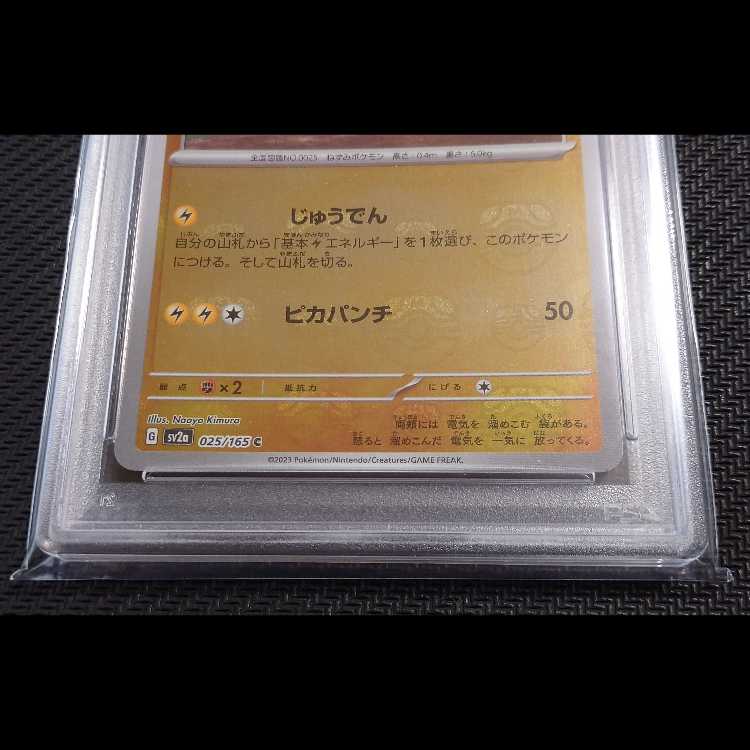 全国図鑑NO.0025 ねずみポケモン 高さ:0.4m 重さ:6.0kg
じゅうでん
自分の山札から「基本エネルギー」を1枚選び、このポケモン
につける。そして山札を切る。
ピカパンチ 50
弱点 ×2 抵抗力 にげる
Illus. Naoyo Kimura
両頬には 電気を 溜めこむ 袋がある。
怒ると 溜めこんだ 電気を 一気に 放ってくる。
G sv2a 025/165 C
©2023 Pokémon/Nintendo/Creatures/GAME FREAK.